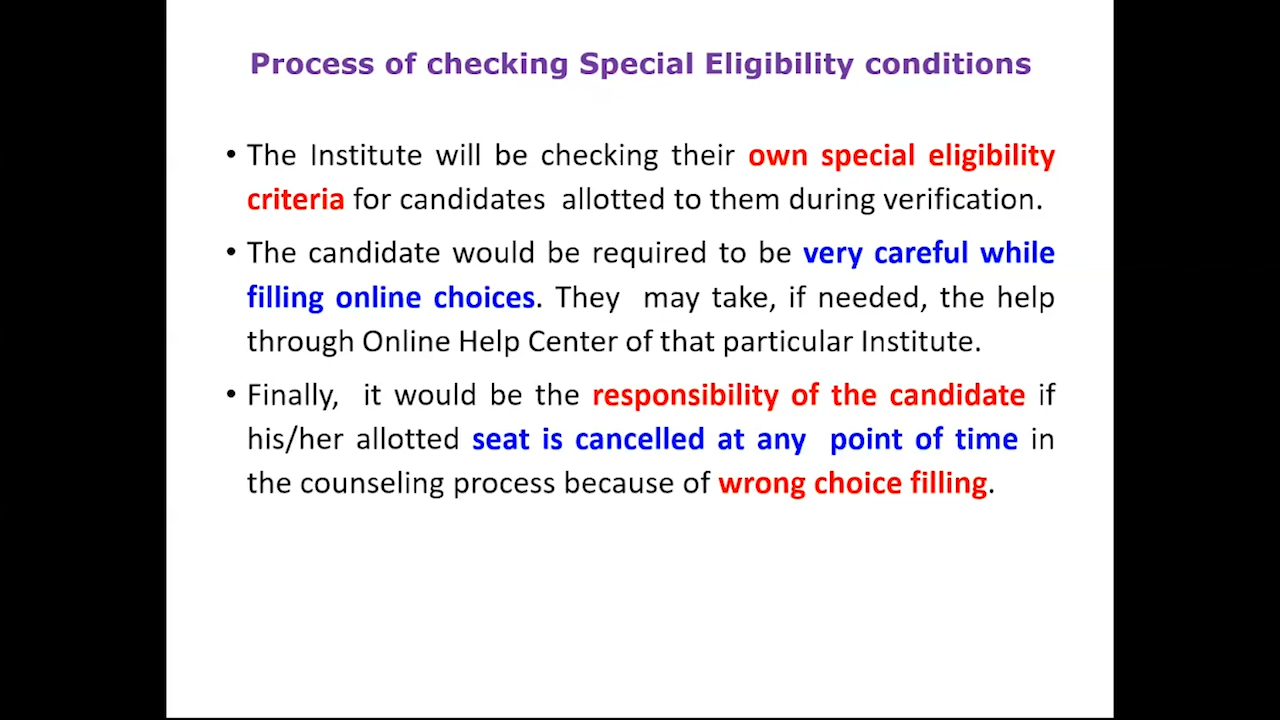 Process of checking Special Eligibility conditions
• The Institute will be checking their own special eligibility
criteria for candidates allotted to them during verification.
• The candidate would be required to be very careful while
filling online choices. They may take, if needed, the help
through Online Help Center of that particular Institute.
• Finally, it would be the responsibility of the candidate if
his/her allotted seat is cancelled at any point of time in
the counseling process because of wrong choice filling.